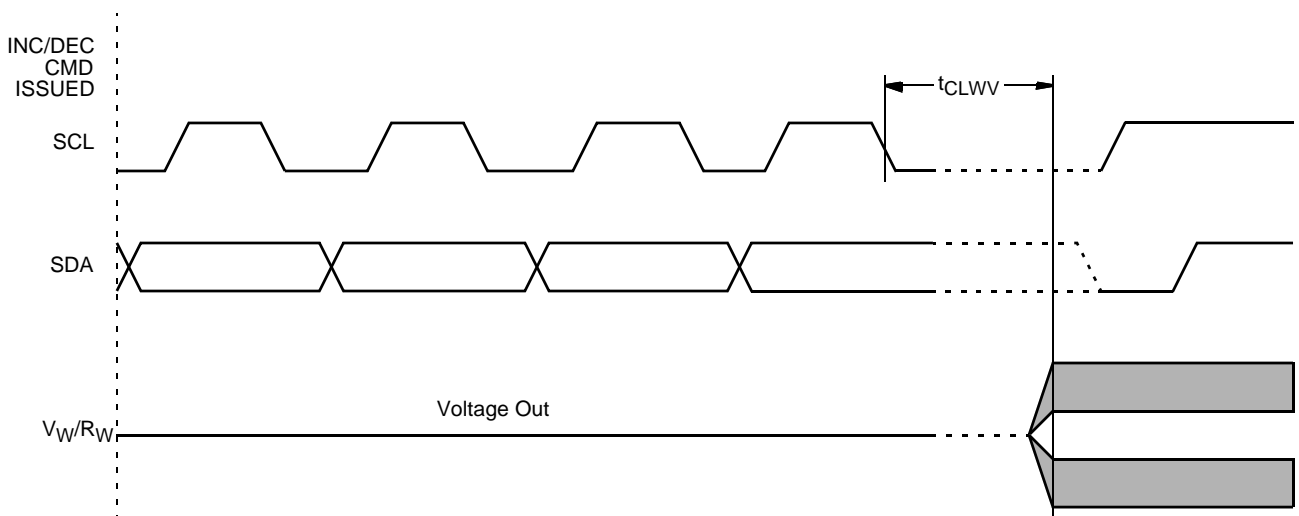 INC/DEC
CMD
ISSUED
tCLWV
SCL
SDA
Voltage Out
VW/RW